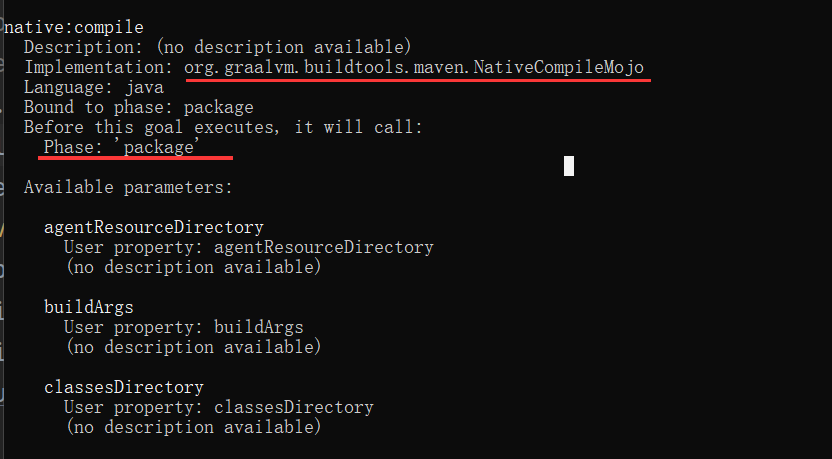 native:compile
Description: (no description available)
Implementation: org.graalvm.buildtools.maven.NativeCompileMojo
Language: java
Bound to phase: package
Before this goal executes, it will call:
Phase: 'package'
Available parameters:
agentResourceDirectory
User property: agentResourceDirectory
(no description available)
buildArgs
User property: buildArgs
(no description available)
classesDirectory
User property: classesDirectory
(no description available)